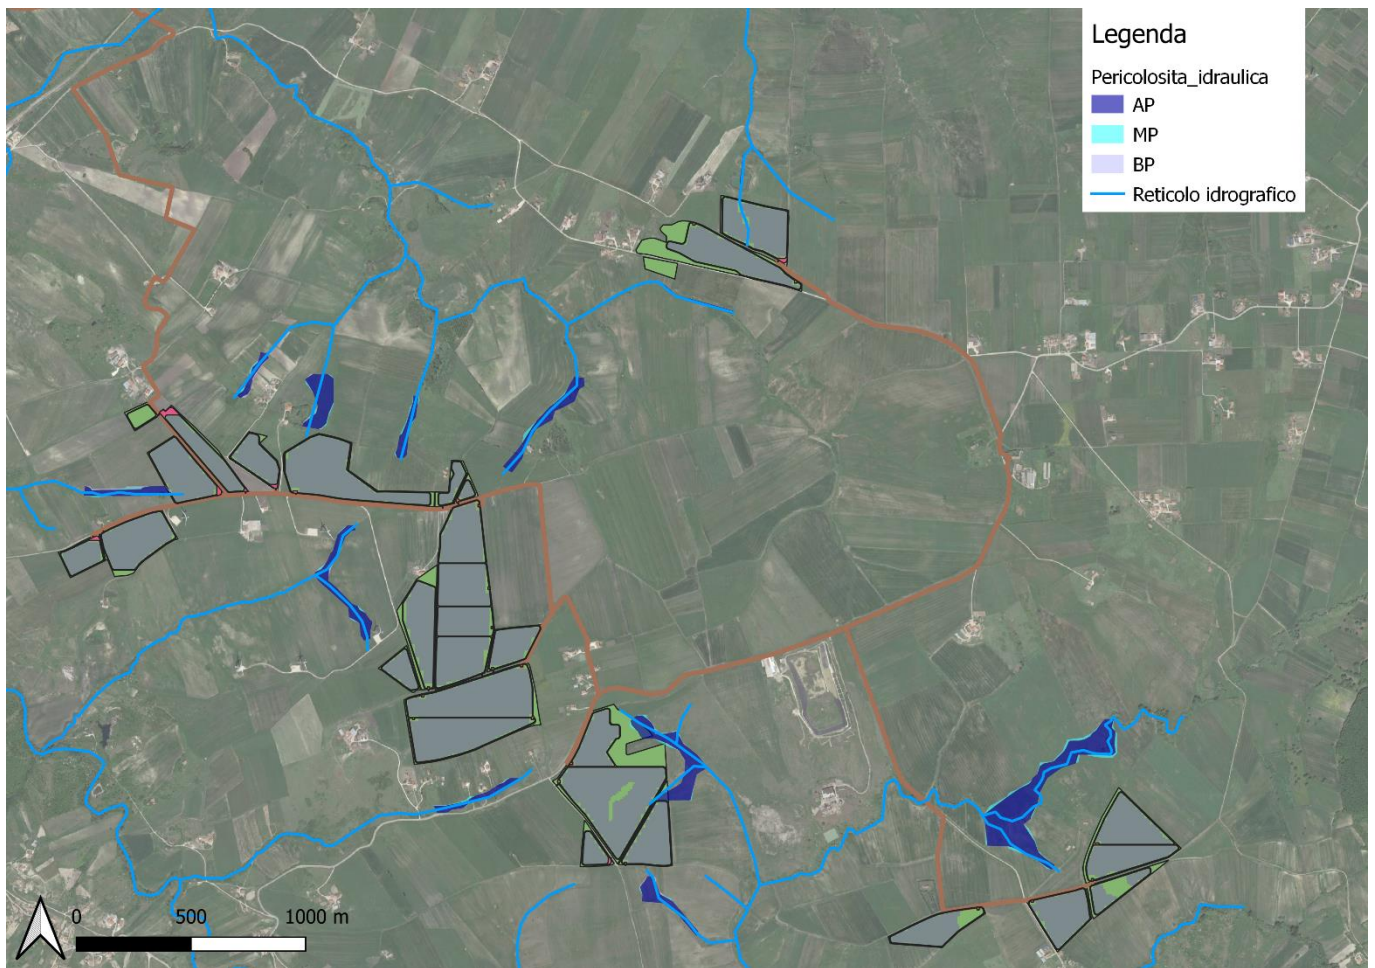 Legenda
Pericolosita_idraulica
AP
MP
BP
Reticolo idrografico
0 500 1000 m